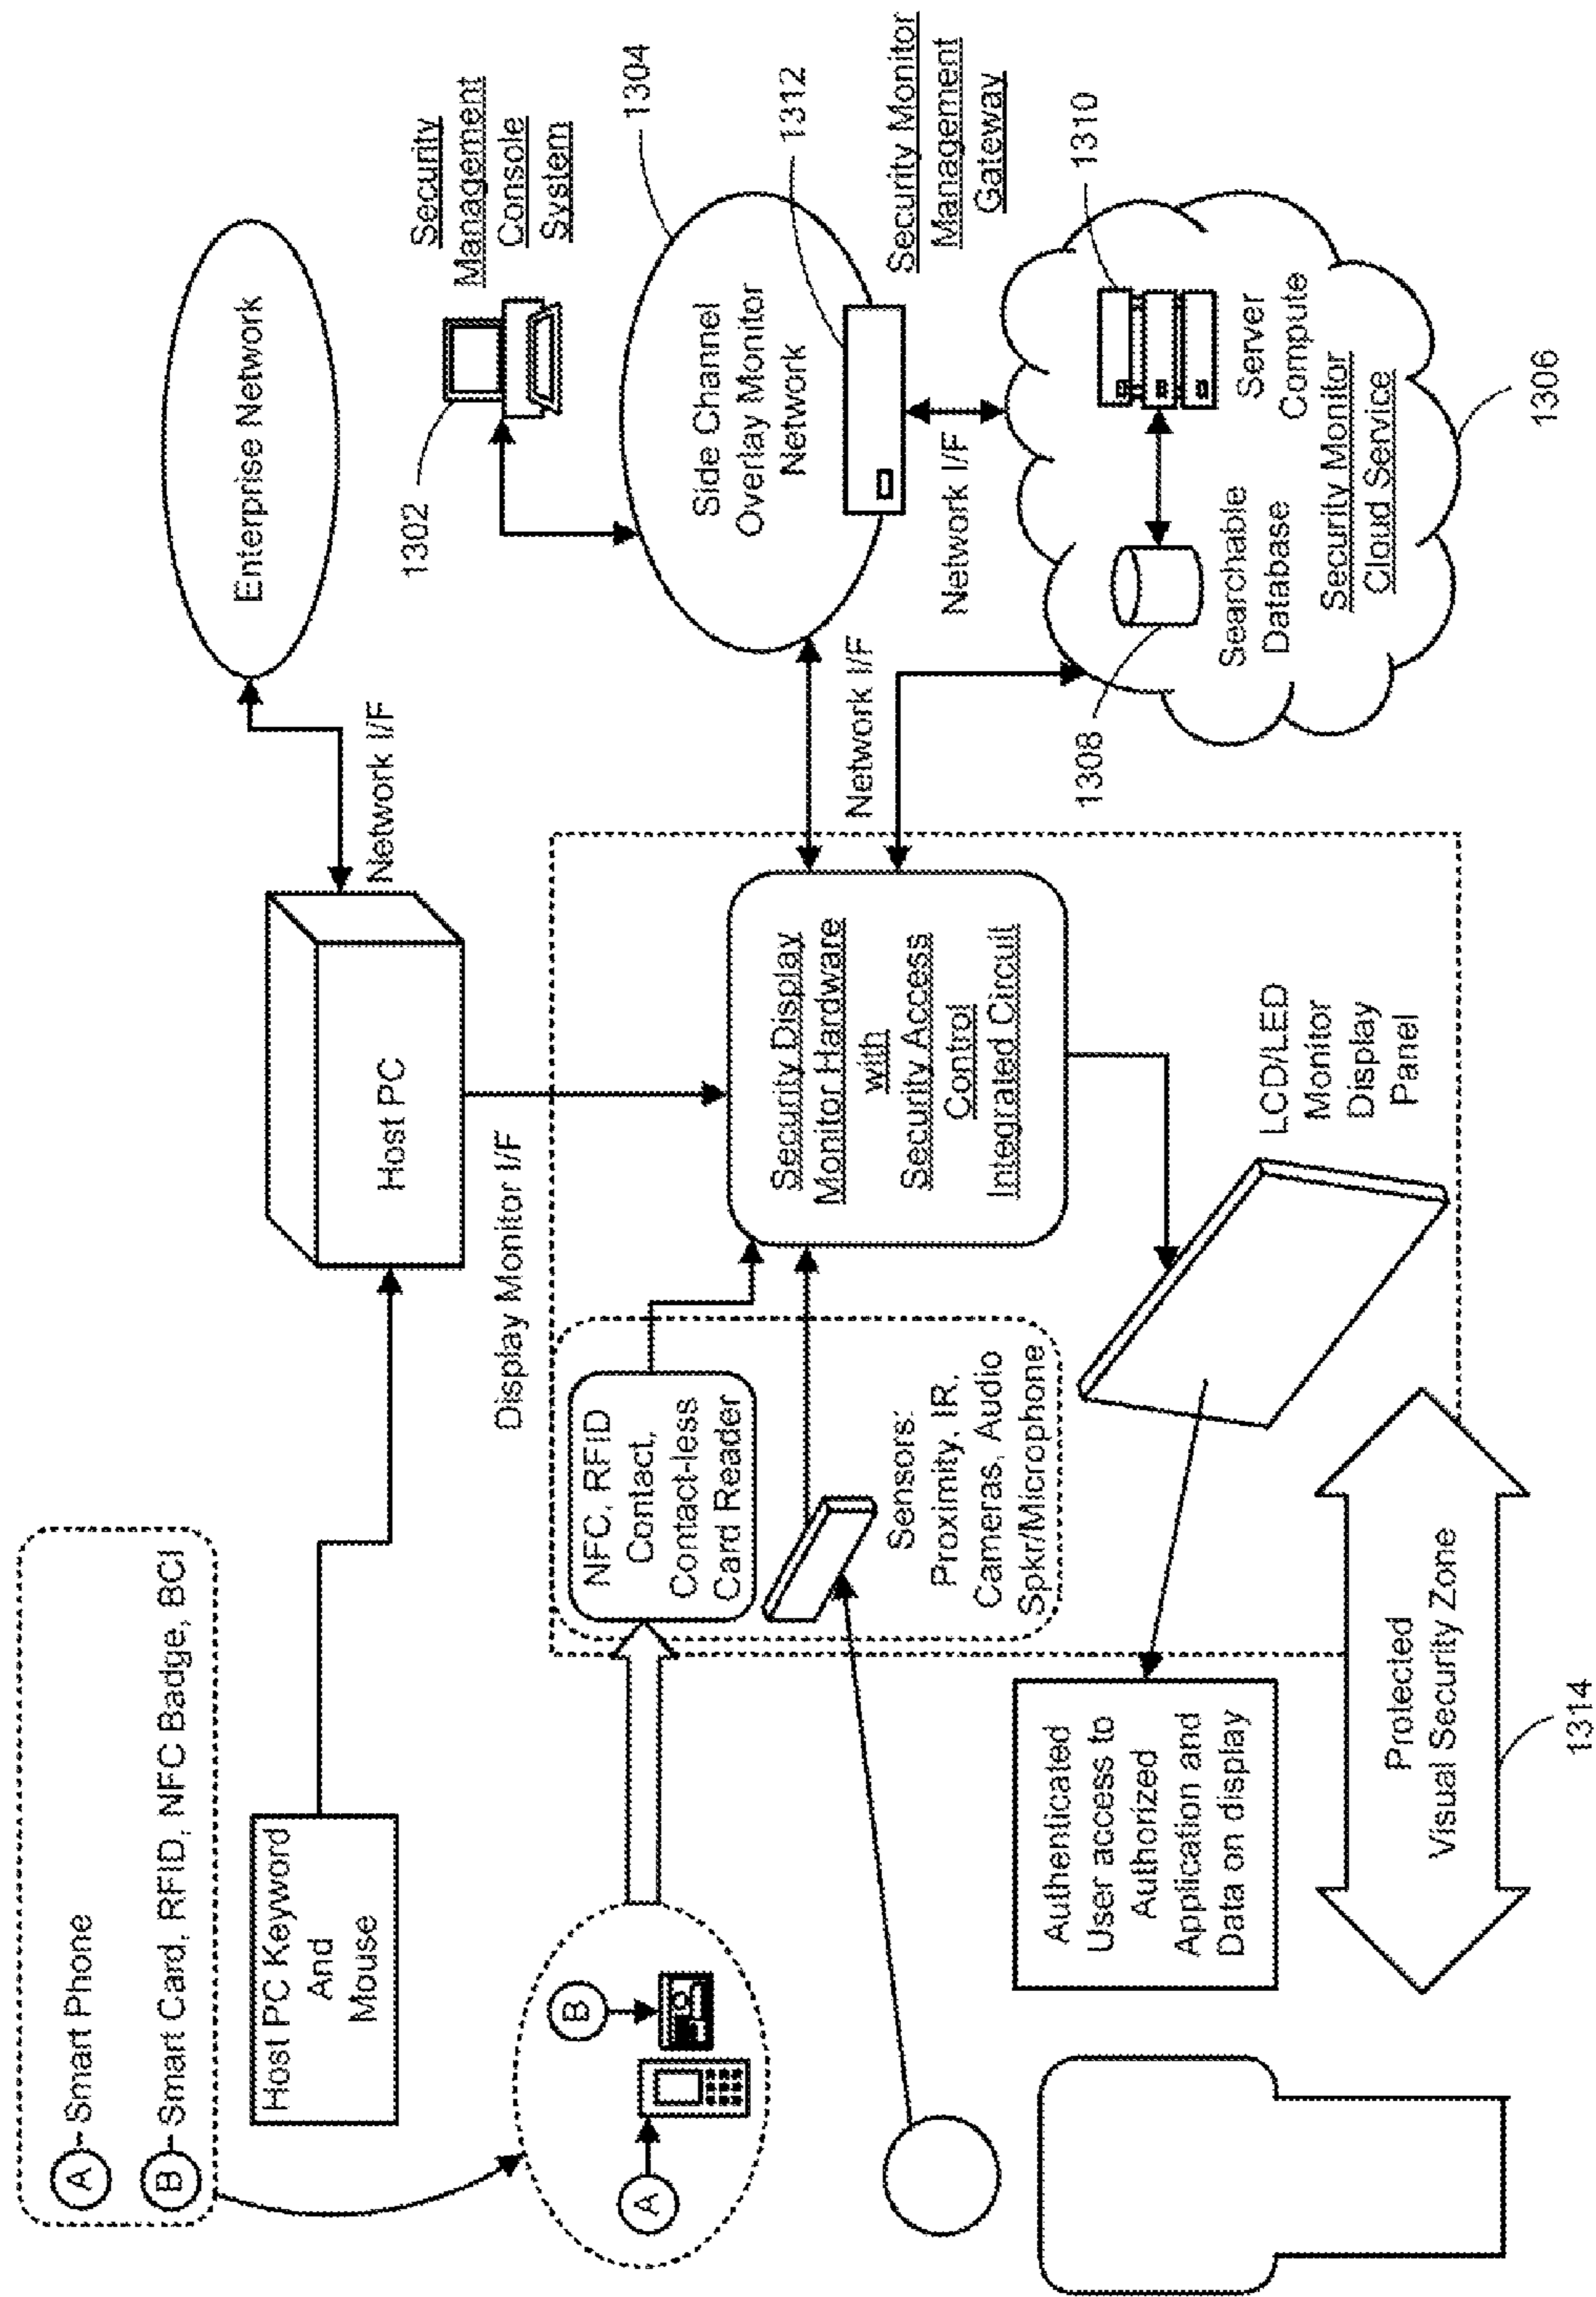 A - Smart Phone
B - Smart Card, RFID, NFC Badge, BCI
Host PC Keyword
And
Mouse
Host PC
Network I/F
Enterprise Network
Display Monitor I/F
A
B
NFC, RFID
Contact,
Contact-less
Card Reader
Sensors:
Proximity, IR,
Cameras, Audio
Spkr/Microphone
Security Display
Monitor Hardware
with
Security Access
Control
Integrated Circuit
LCD/LED
Monitor
Display
Panel
Authenticated
User access to
Authorized
Application and
Data on display
Protected
Visual Security Zone
1314
1302
Security
Management
Console
System
1304
Side Channel
Overlay Monitor
Network
1312
Security Monitor
Management
Gateway
Network I/F
Network I/F
1308
Searchable
Database
1310
Server
Compute
Security Monitor
Cloud Service
1306